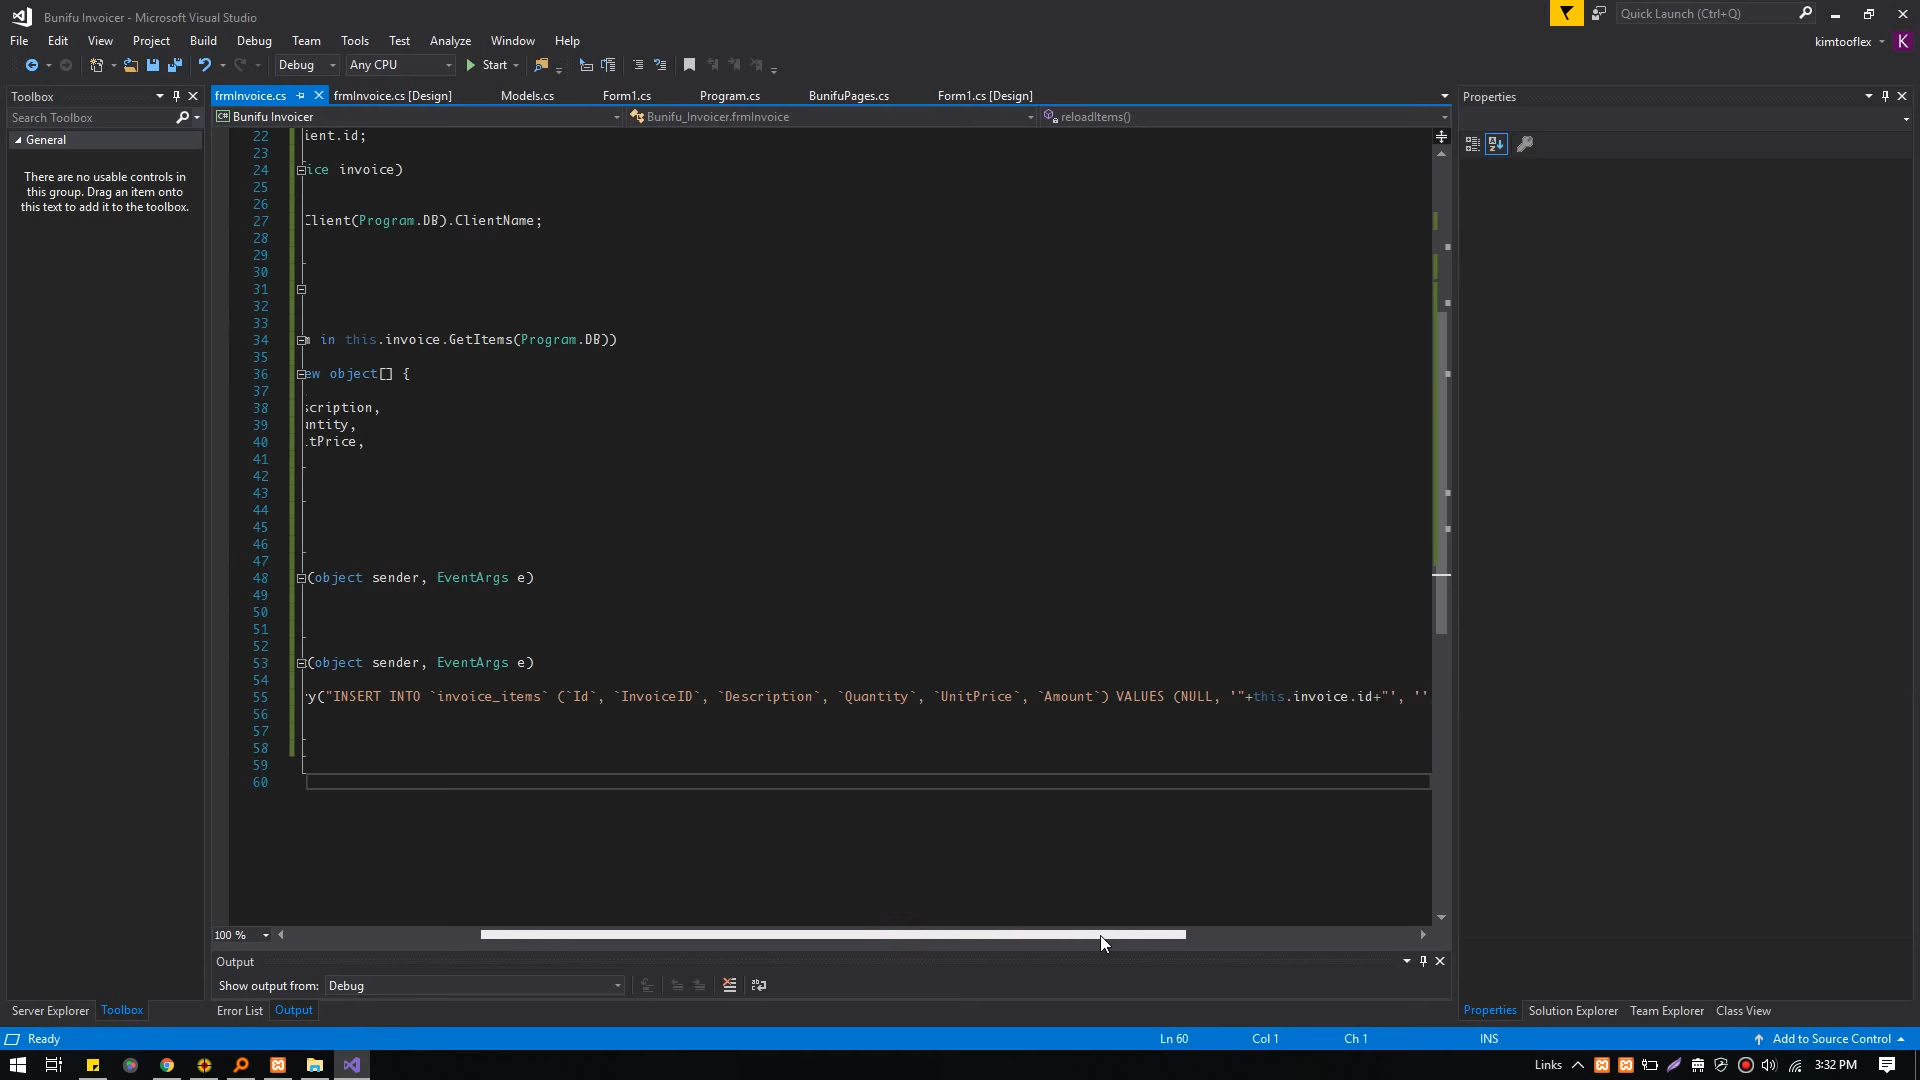 Bunifu Invoicer - Microsoft Visual Studio
Quick Launch (Ctrl+Q)
File Edit View Project Build Debug Team Tools Test Analyze Window Help
kimtooflex K
Debug Any CPU Start
Toolbox
frmInvoice.cs frmInvoice.cs [Design] Models.cs Form1.cs Program.cs BunifuPages.cs Form1.cs [Design]
Properties
Search Toolbox
C# Bunifu Invoicer Bunifu_Invoicer.frmInvoice reloadItems()
General
There are no usable controls in
this group. Drag an item onto
this text to add it to the toolbox.
22 ient.id;
23
24 ice invoice)
25
26
27 Client(Program.DB).ClientName;
28
29
30
31
32
33
34 in this.invoice.GetItems(Program.DB))
35
36 ew object[] {
37
38 scription,
39 antity,
40 itPrice,
41
42
43
44
45
46
47
48 (object sender, EventArgs e)
49
50
51
52
53 (object sender, EventArgs e)
54
55 y("INSERT INTO `invoice_items` (`Id`, `InvoiceID`, `Description`, `Quantity`, `UnitPrice`, `Amount`) VALUES (NULL, '"+this.invoice.id+"', ''
56
57
58
59
60
100 %
Output
Show output from: Debug
Server Explorer Toolbox
Error List Output
Properties Solution Explorer Team Explorer Class View
Ready Ln 60 Col 1 Ch 1 INS Add to Source Control
Links 3:32 PM